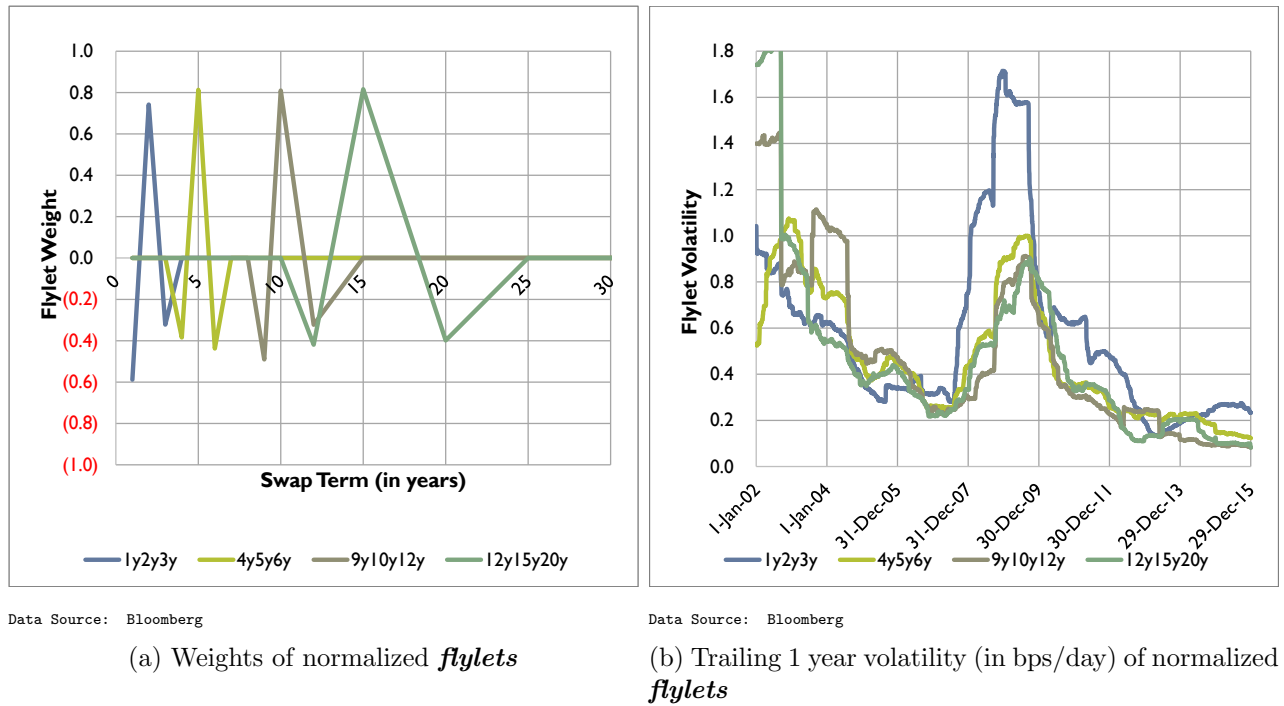 1.0
0.8
0.6
0.4
0.2
0.0
(0.2)
(0.4)
(0.6)
(0.8)
(1.0)
Flylet Weight
0 5 10 15 20 25 30
Swap Term (in years)
1y2y3y 4y5y6y 9y10y12y 12y15y20y
1.8
1.6
1.4
1.2
1.0
0.8
0.6
0.4
0.2
0.0
Flylet Volatility
1-Jan-02 1-Jan-04 31-Dec-05 31-Dec-07 30-Dec-09 30-Dec-11 29-Dec-13 29-Dec-15
1y2y3y 4y5y6y 9y10y12y 12y15y20y
Data Source: Bloomberg
(a) Weights of normalized flylets
Data Source: Bloomberg
(b) Trailing 1 year volatility (in bps/day) of normalized
flylets